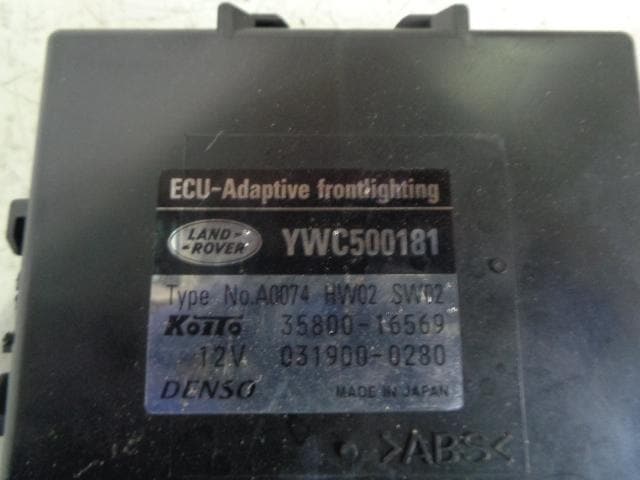 ECU-Adaptive frontlighting
LAND-
-ROVER
YWC500181
Type No.A0074 HW02 SW02
KOITO 35800-16569
12V 031900-0280
DENSO MADE IN JAPAN
>ABS<